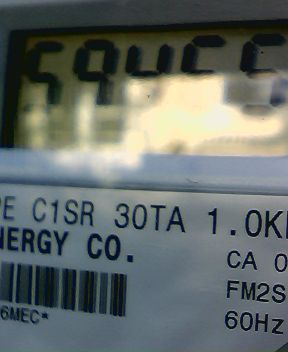 PE C1SR 30TA 1.0K
NERGY CO.
CA 0
FM2S
6MEC*
60Hz